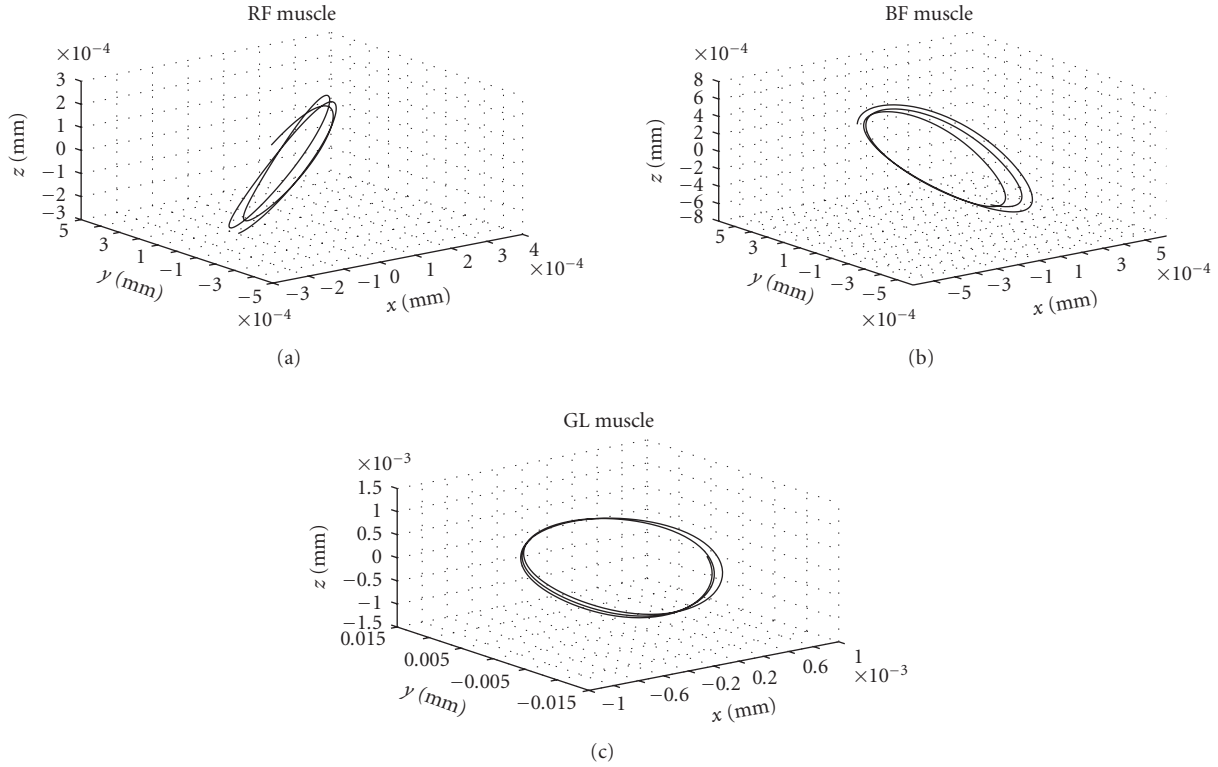 RF muscle
×10−4
3
2
1
0
−1
−2
−3
z (mm)
5
3
1
−1
−3
−5
×10−4
y (mm)
−3 −2 −1 0 1 2 3 4
×10−4
x (mm)
(a)
BF muscle
×10−4
8
6
4
2
0
−2
−4
−6
−8
z (mm)
5
3
1
−1
−3
−5
×10−4
y (mm)
−5 −3 −1 1 3 5
×10−4
x (mm)
(b)
GL muscle
×10−3
1.5
1
0.5
0
−0.5
−1
−1.5
z (mm)
0.015
0.005
−0.005
−0.015
y (mm)
−1 −0.6 −0.2 0.2 0.6 1
×10−3
x (mm)
(c)